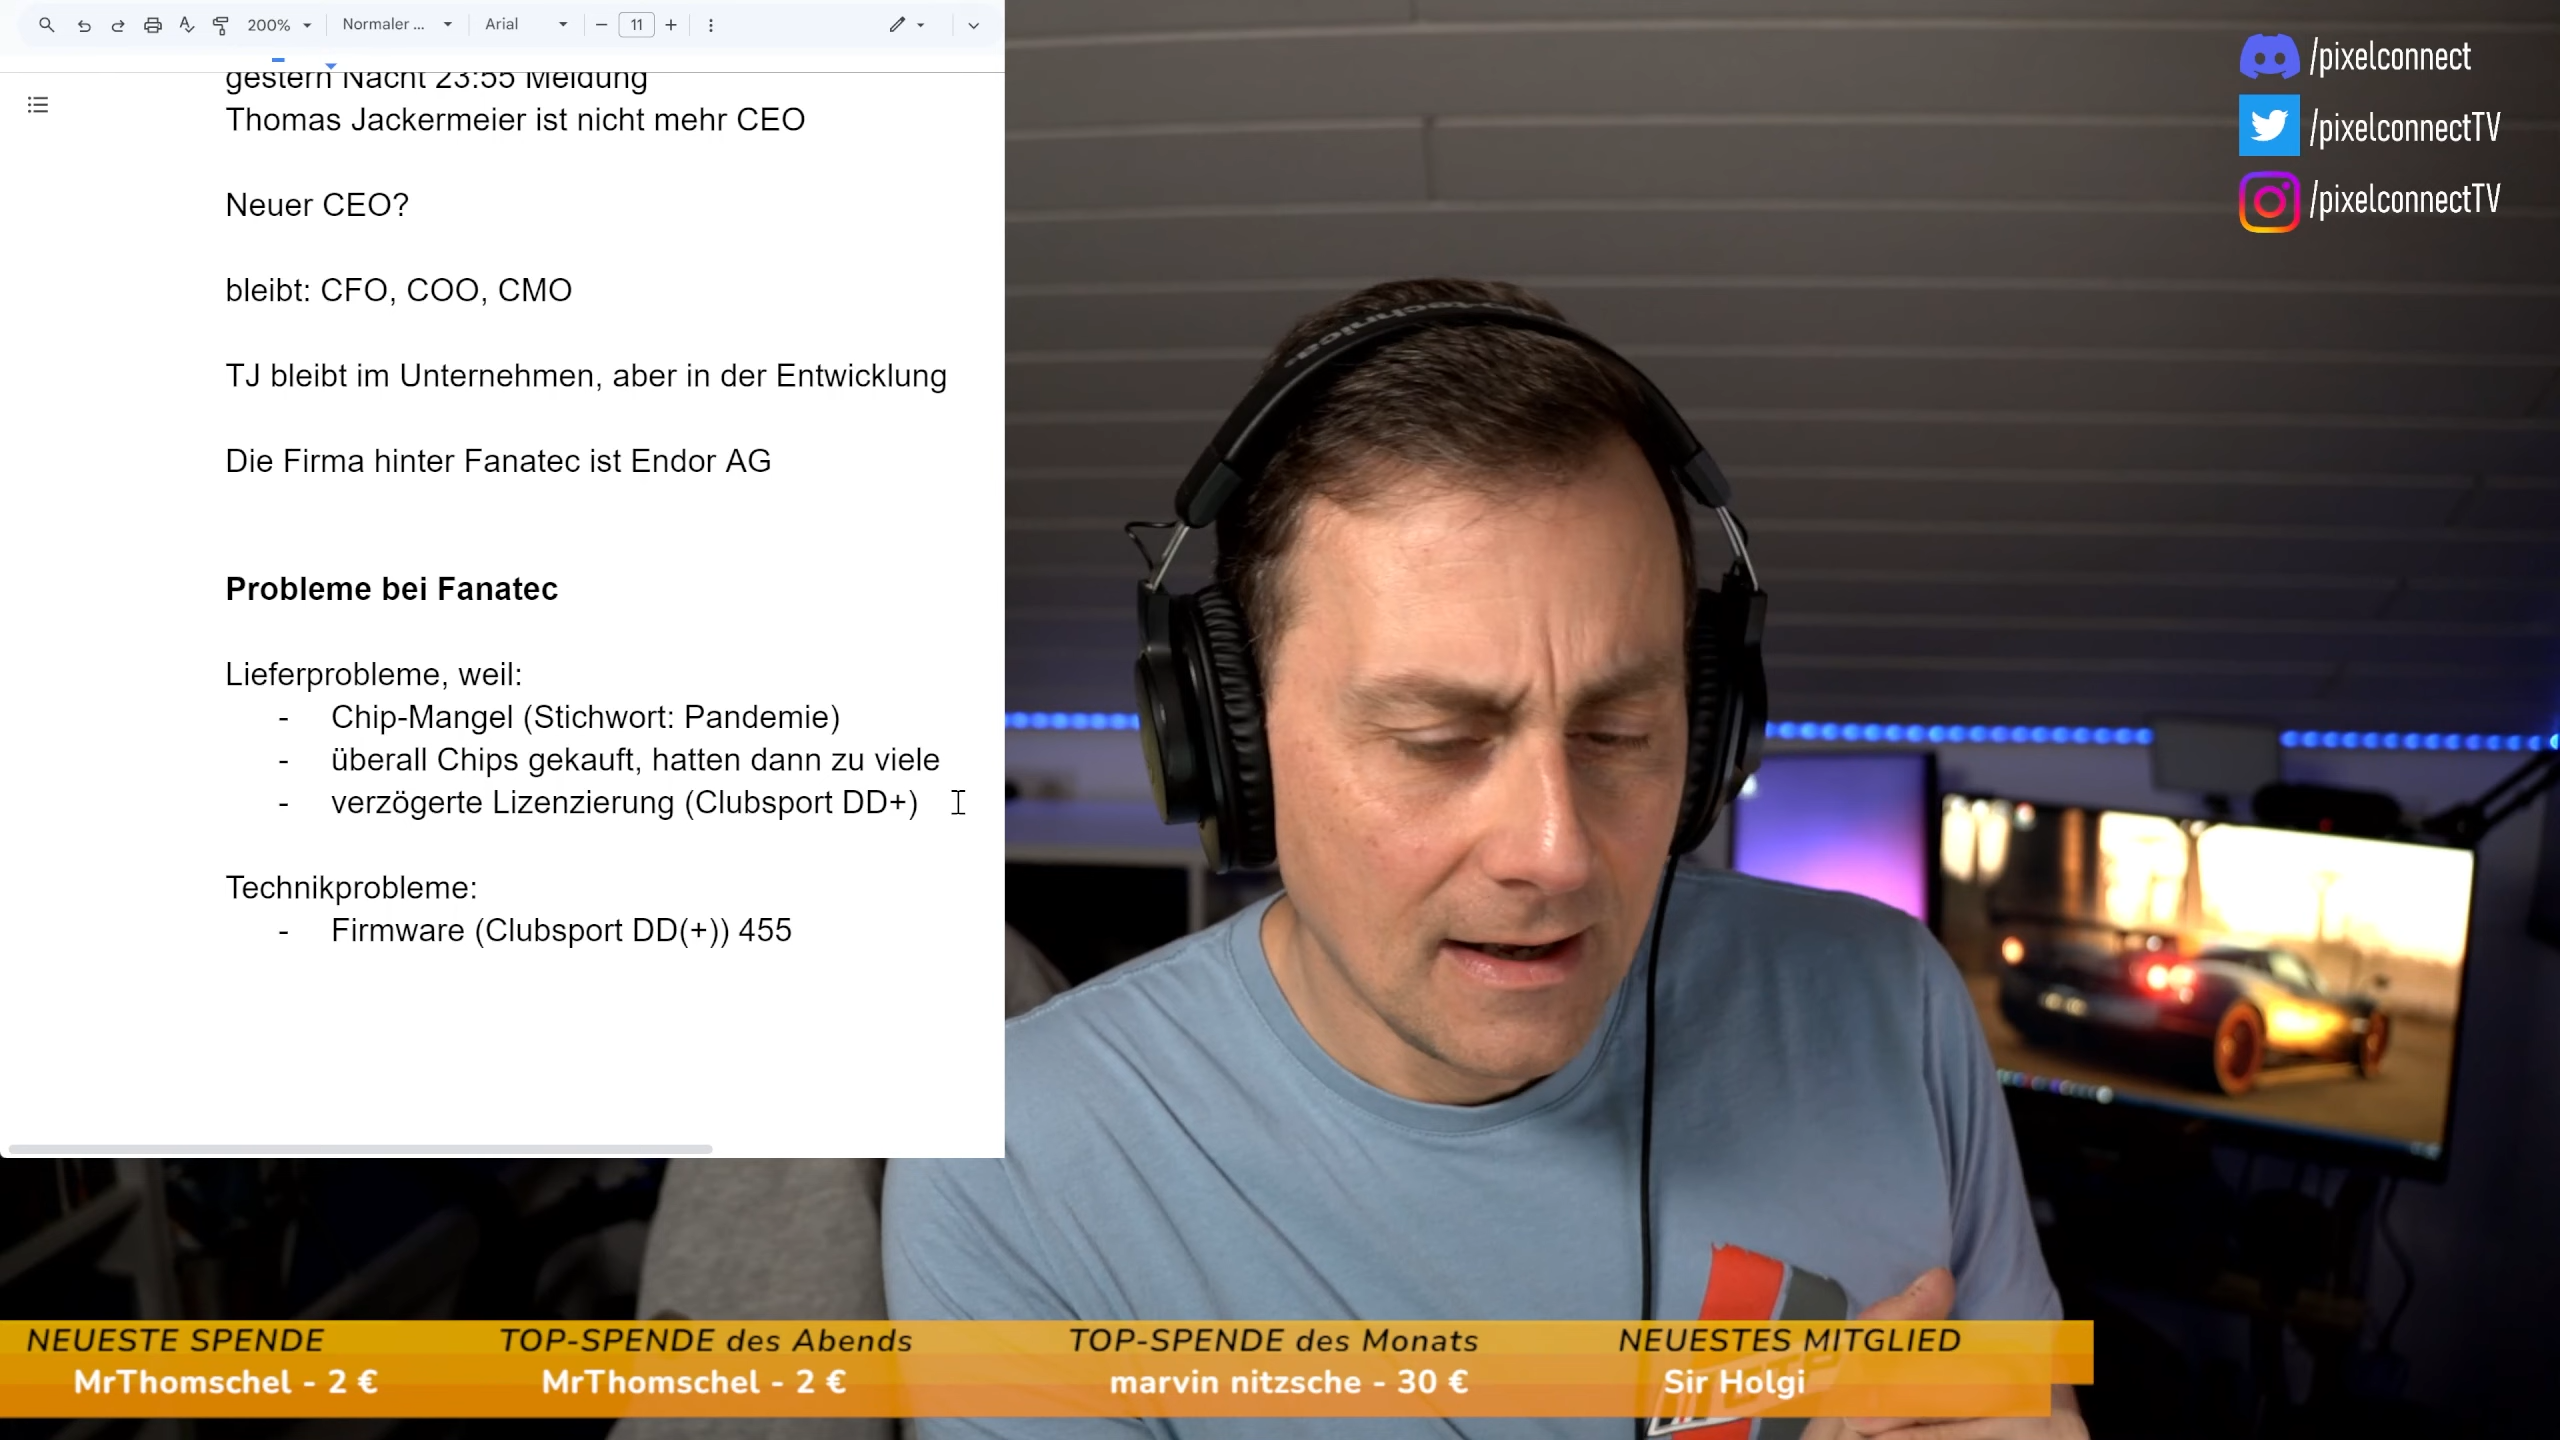 200%
Normaler ...
Arial
11
gestern Nacht 23:55 Meldung
Thomas Jackermeier ist nicht mehr CEO
Neuer CEO?
bleibt: CFO, COO, CMO
TJ bleibt im Unternehmen, aber in der Entwicklung
Die Firma hinter Fanatec ist Endor AG
Probleme bei Fanatec
Lieferprobleme, weil:
- Chip-Mangel (Stichwort: Pandemie)
- überall Chips gekauft, hatten dann zu viele
- verzögerte Lizenzierung (Clubsport DD+)
Technikprobleme:
- Firmware (Clubsport DD(+)) 455
/pixelconnect
/pixelconnectTV
/pixelconnectTV
NEUESTE SPENDE
MrThomschel - 2 €
TOP-SPENDE des Abends
MrThomschel - 2 €
TOP-SPENDE des Monats
marvin nitzsche - 30 €
NEUESTES MITGLIED
Sir Holgi